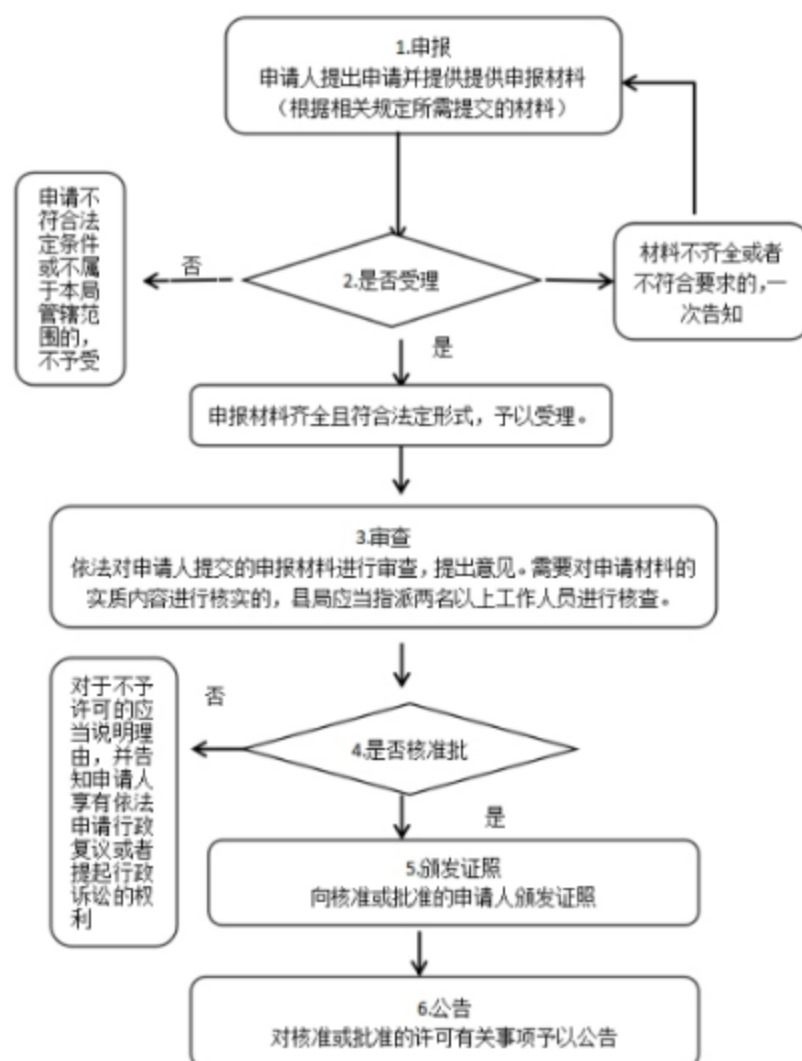 1.申报
申请人提出申请并提供提供申报材料
（根据相关规定所需提交的材料）
申请不
符合法
定条件
或不属
于本局
管辖范
围的，
不予受
否
2.是否受理
材料不齐全或者
不符合要求的，一
次告知
是
申报材料齐全且符合法定形式，予以受理。
3.审查
依法对申请人提交的申报材料进行审查，提出意见。需要对申请材料的
实质内容进行核实的，县局应当指派两名以上工作人员进行核查。
对于不予
许可的应
当说明理
由，并告
知申请人
享有依法
申请行政
复议或者
提起行政
诉讼的权
利
否
4.是否核准批
是
5.颁发证照
向核准或批准的申请人颁发证照
6.公告
对核准或批准的许可有关事项予以公告